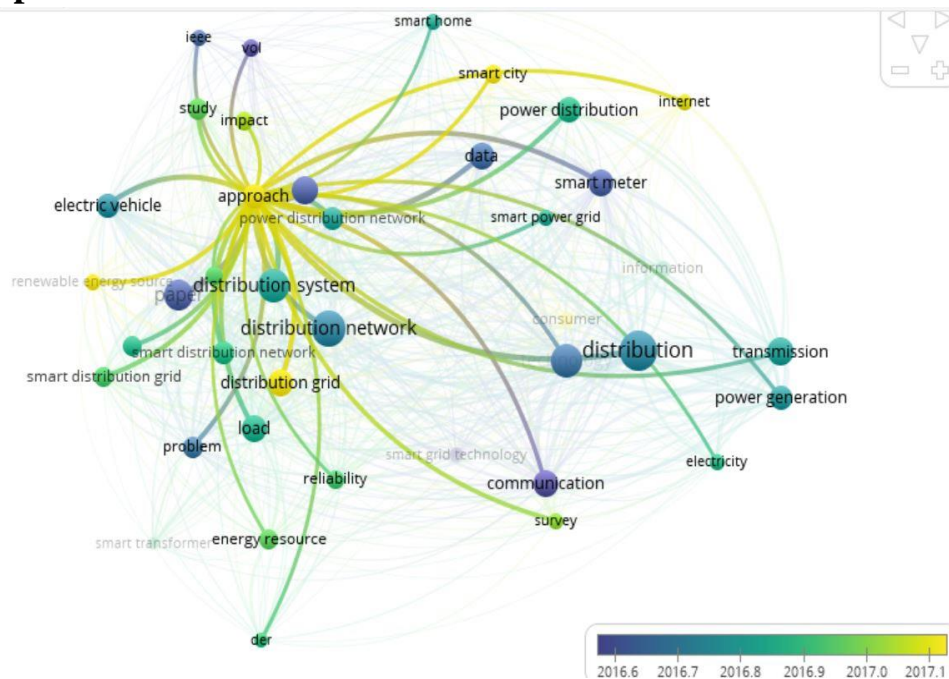 smart home
ieee
vol
smart city
internet
study
impact
power distribution
data
smart meter
approach
electric vehicle
power distribution network
smart power grid
information
renewable energy source
paper
distribution system
consumer
distribution network
distribution
transmission
smart distribution network
smart distribution grid
distribution grid
power generation
load
problem
smart grid technology
electricity
reliability
communication
survey
smart transformer
energy resource
der
2016.6 2016.7 2016.8 2016.9 2017.0 2017.1